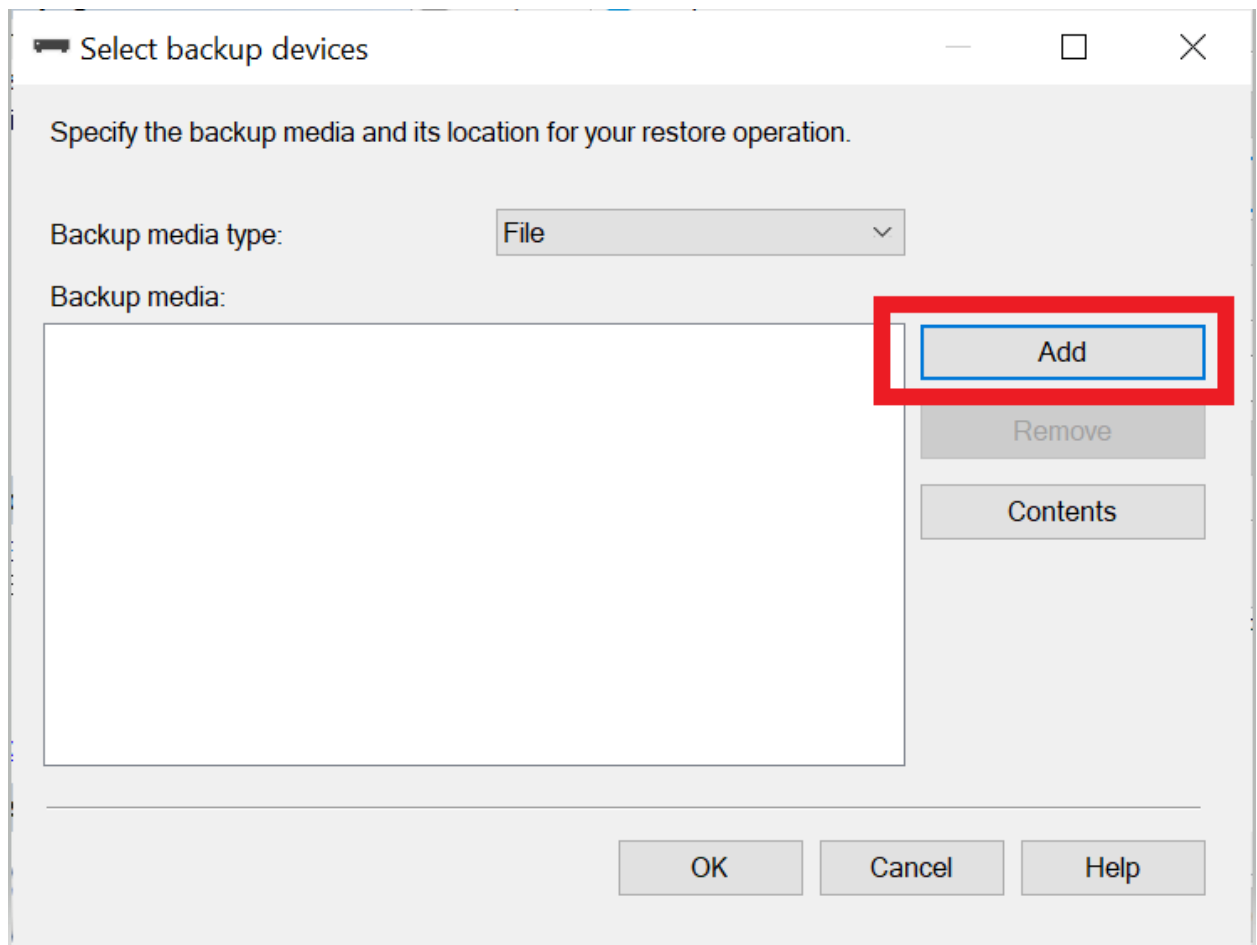 Select backup devices
Specify the backup media and its location for your restore operation.
Backup media type:
File
Backup media:
Add
Remove
Contents
OK
Cancel
Help